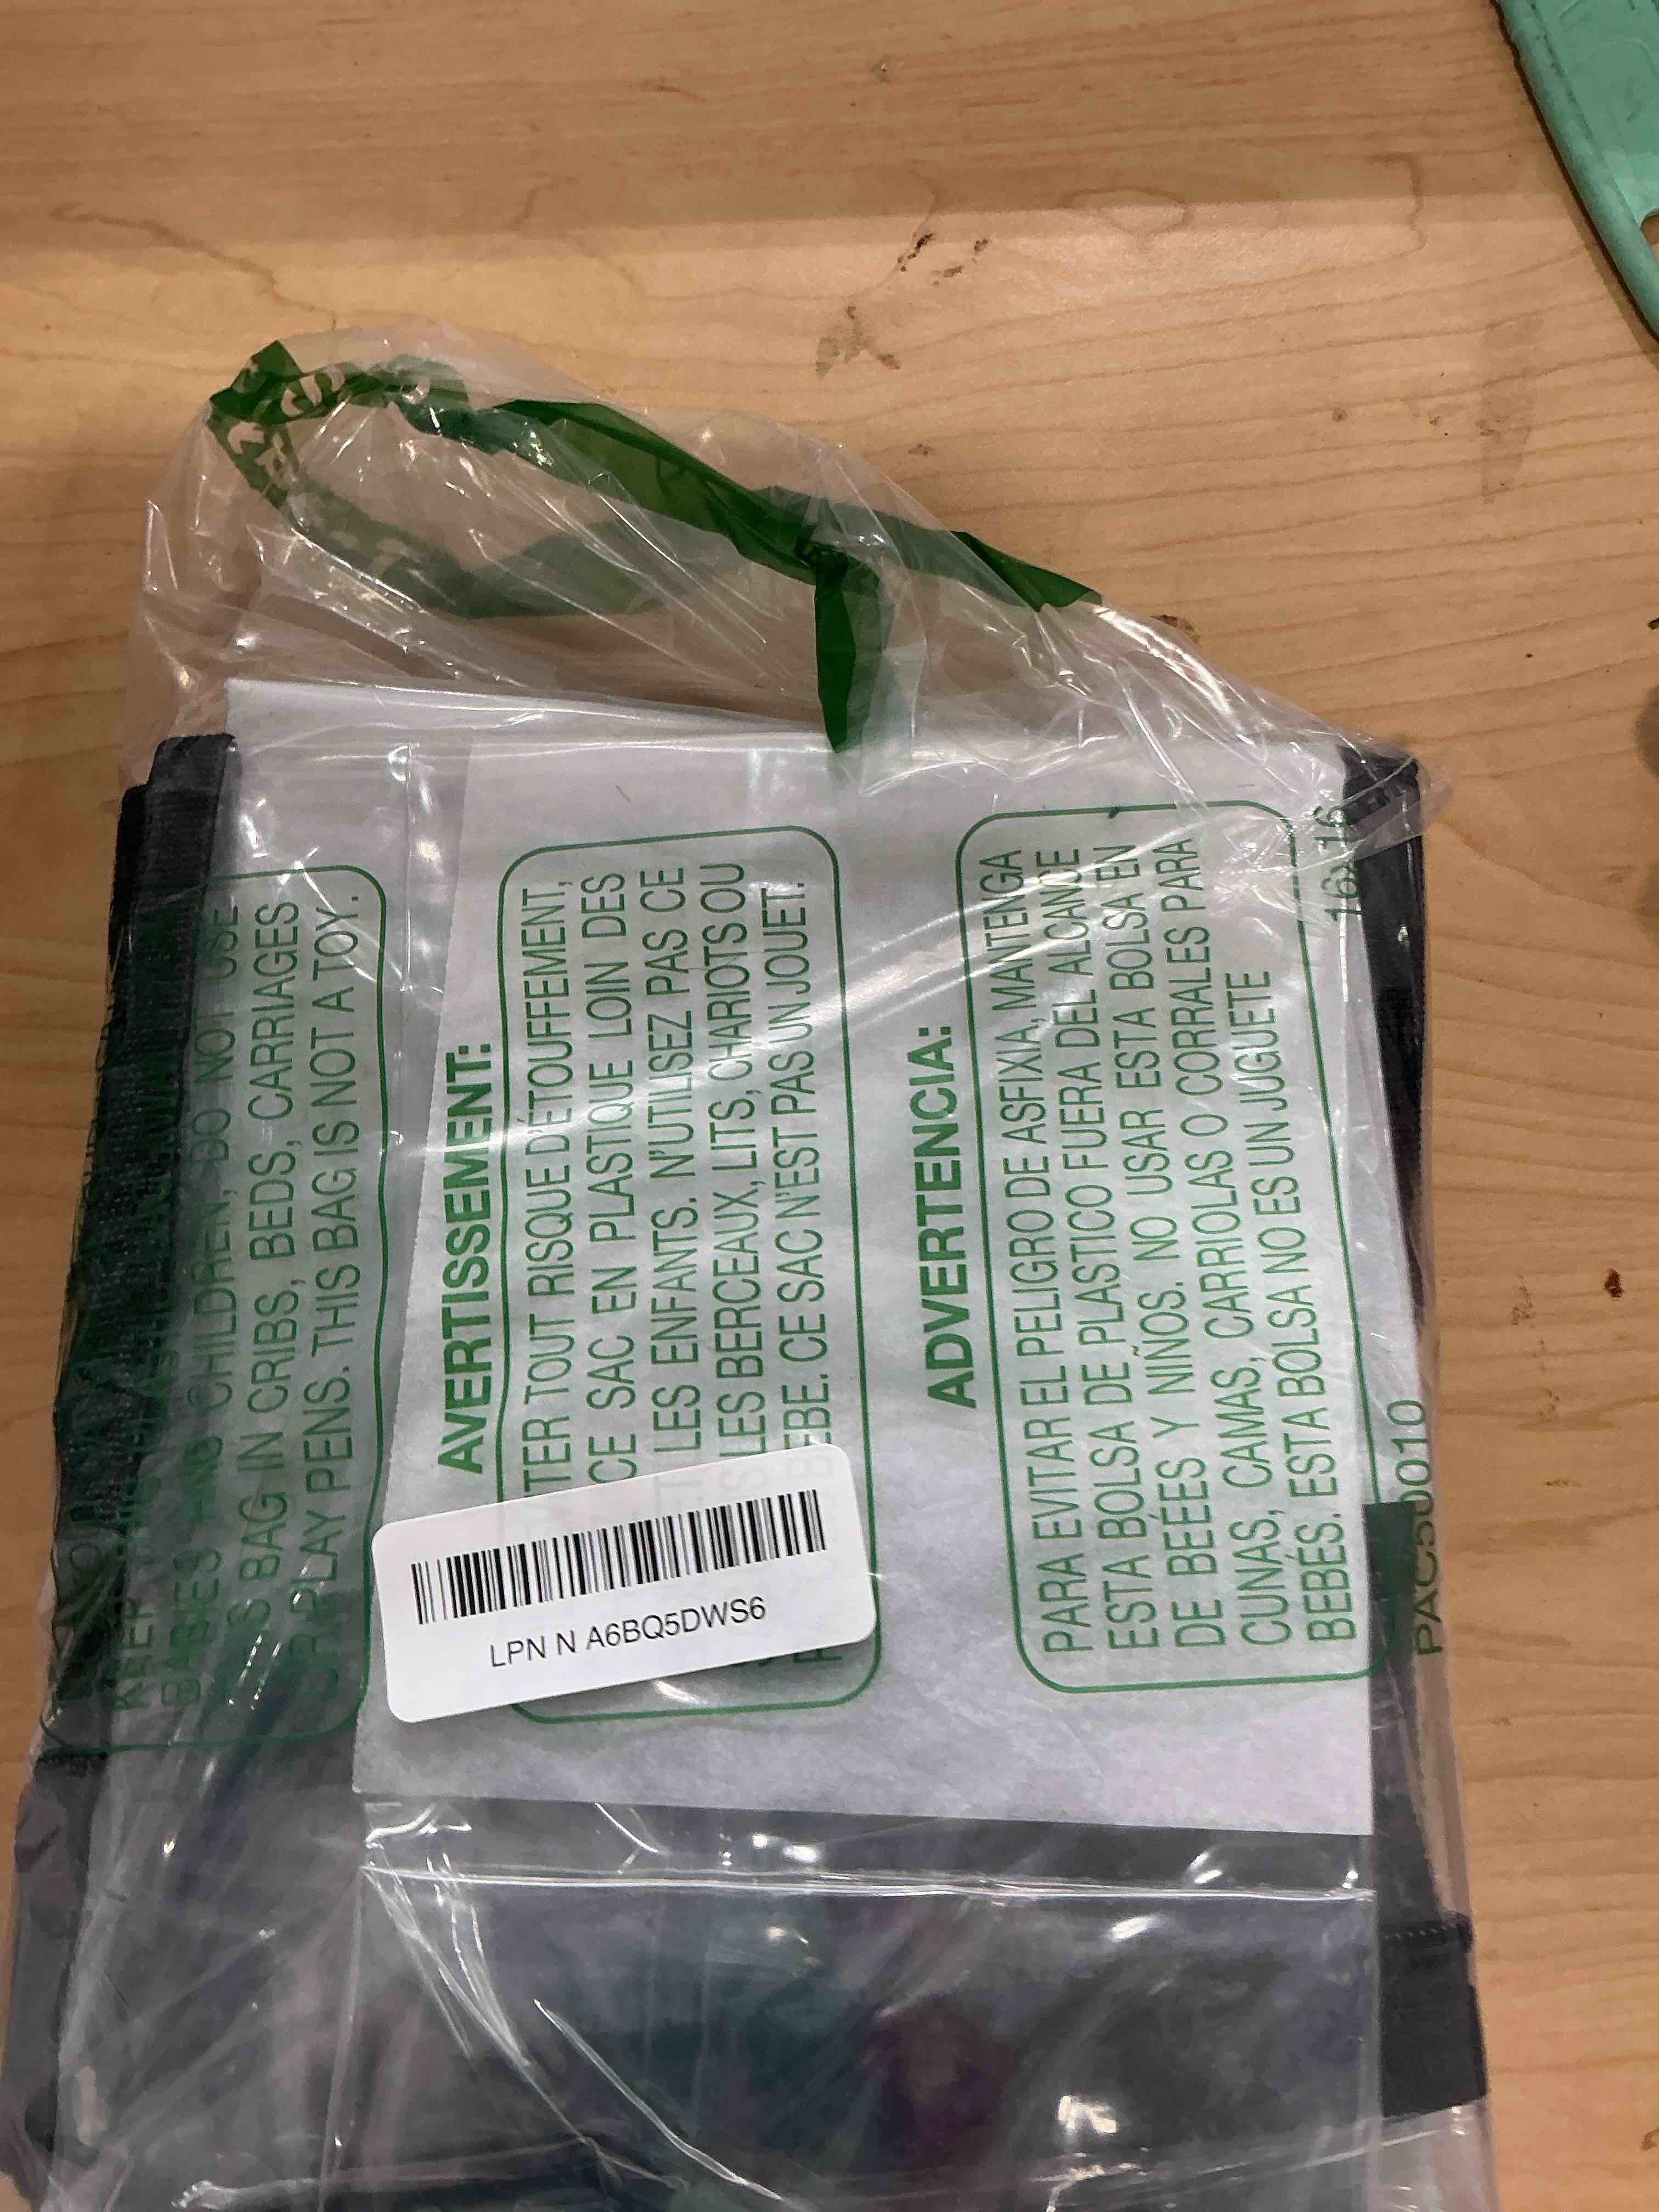 BABIES AND CHILDREN, DO NOT USE
BAG IN CRIBS, BEDS, CARRIAGES
OR PLAY PENS. THIS BAG IS NOT A TOY.
AVERTISSEMENT:
TER TOUT RISQUE D'ÉTOUFFEMENT,
CE SAC EN PLASTIQUE LOIN DES
LES ENFANTS. N'UTILISEZ PAS CE
LES BERCEAUX, LITS, CHARIOTS OU
EBE. CE SAC N'EST PAS UN JOUET.
LPN N A6BQ5DWS6
ADVERTENCIA:
PARA EVITAR EL PELIGRO DE ASFIXIA, MANTENGA
ESTA BOLSA DE PLASTICO FUERA DEL ALCANCE
DE BEÉES Y NIÑOS. NO USAR ESTA BOLSA EN
CUNAS, CAMAS, CARRIOLAS O CORRALES PARA
BEBÉS. ESTA BOLSA NO ES UN JUGUETE
PAC500010
16x16